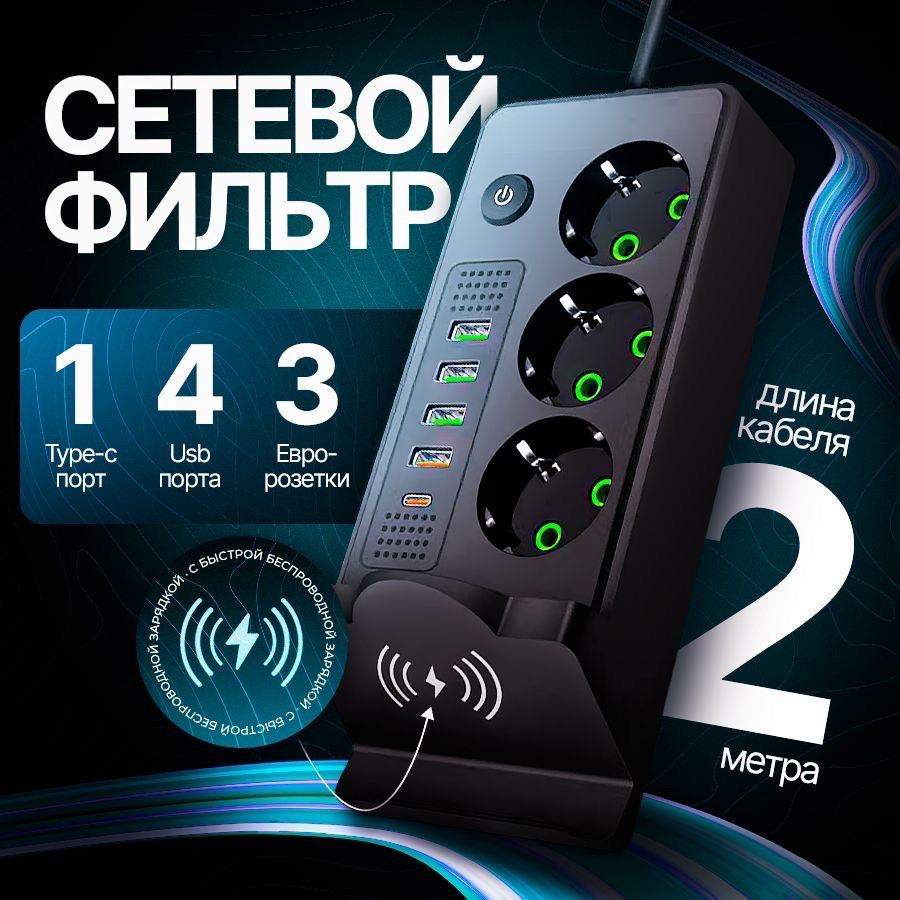 СЕТЕВОЙ
ФИЛЬТР
1 4 3
Type-c Usb Евро-
порт порта розетки
длина
кабеля
2
метра
С БЫСТРОЙ БЕСПРОВОДНОЙ ЗАРЯДКОЙ · С БЫСТРОЙ БЕСПРОВОДНОЙ ЗАРЯДКОЙ ·